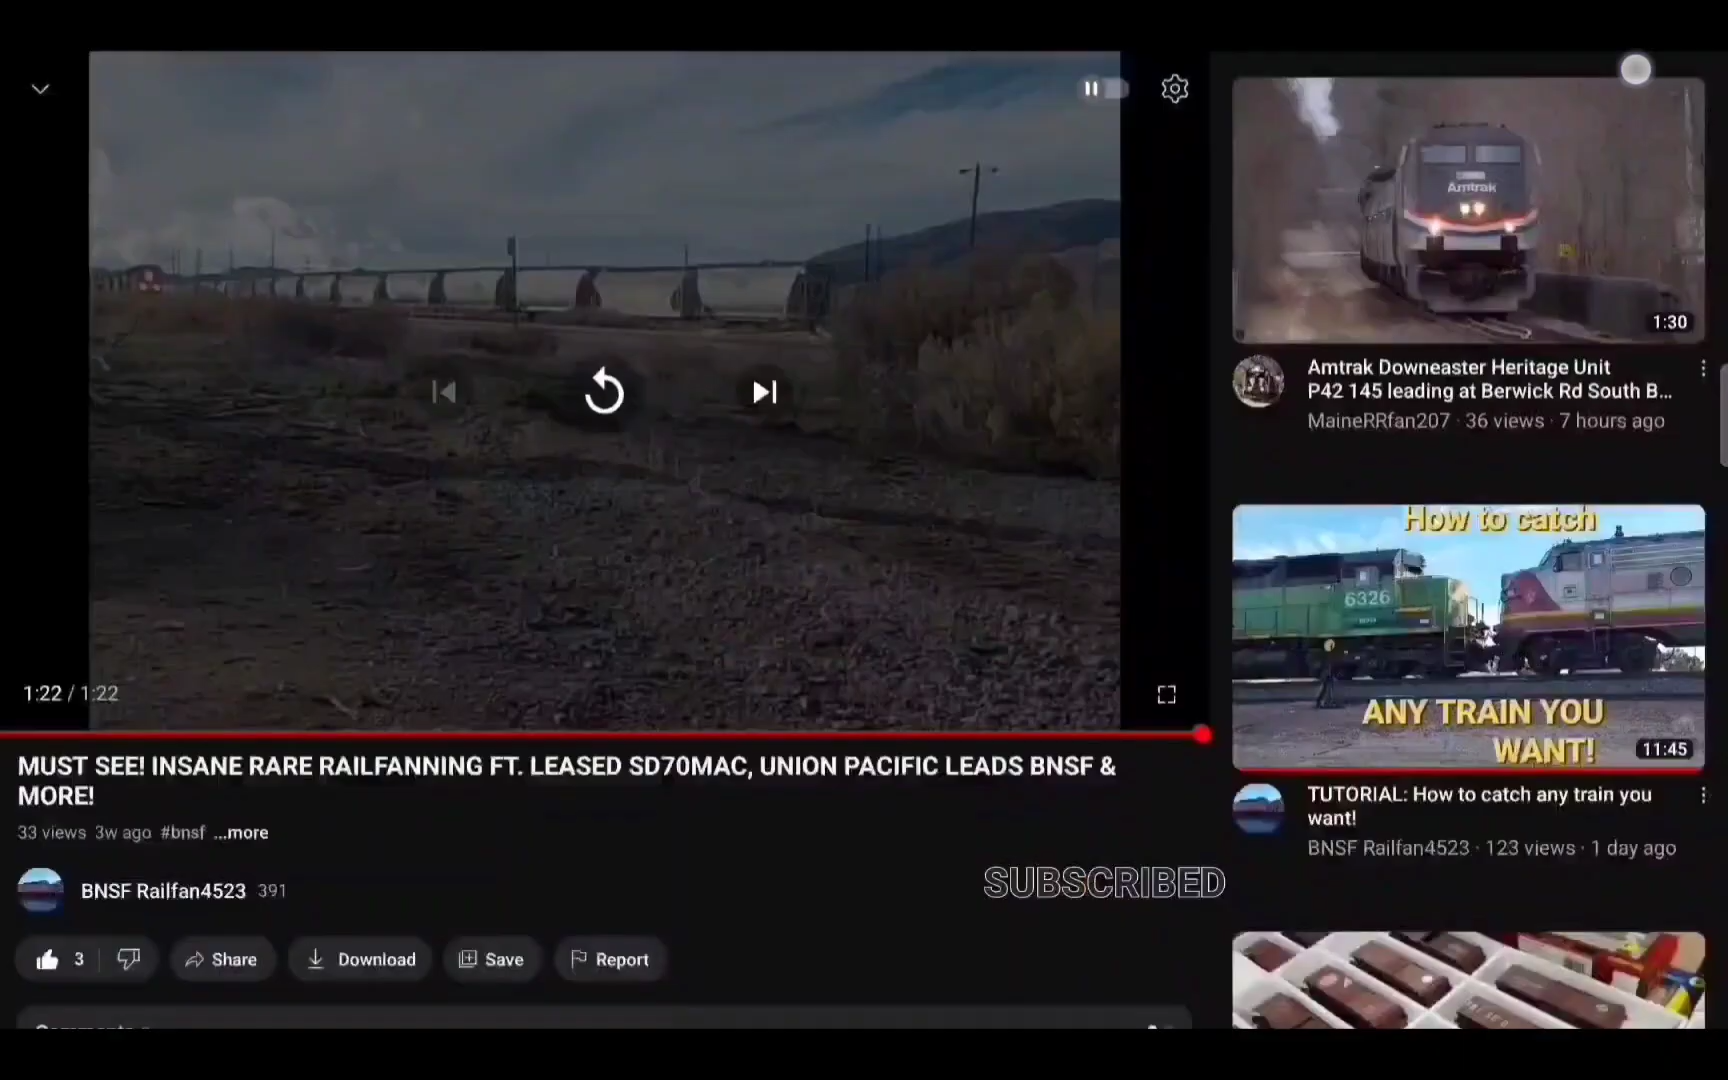 1:22 / 1:22
MUST SEE! INSANE RARE RAILFANNING FT. LEASED SD70MAC, UNION PACIFIC LEADS BNSF &
MORE!
33 views 3w ago #bnsf ...more
BNSF Railfan4523 391
SUBSCRIBED
3
Share
Download
Save
Report
Amtrak
1:30
Amtrak Downeaster Heritage Unit
P42 145 leading at Berwick Rd South B...
MaineRRfan207 · 36 views · 7 hours ago
How to catch
6326
ANY TRAIN YOU
WANT!
11:45
TUTORIAL: How to catch any train you
want!
BNSF Railfan4523 · 123 views · 1 day ago